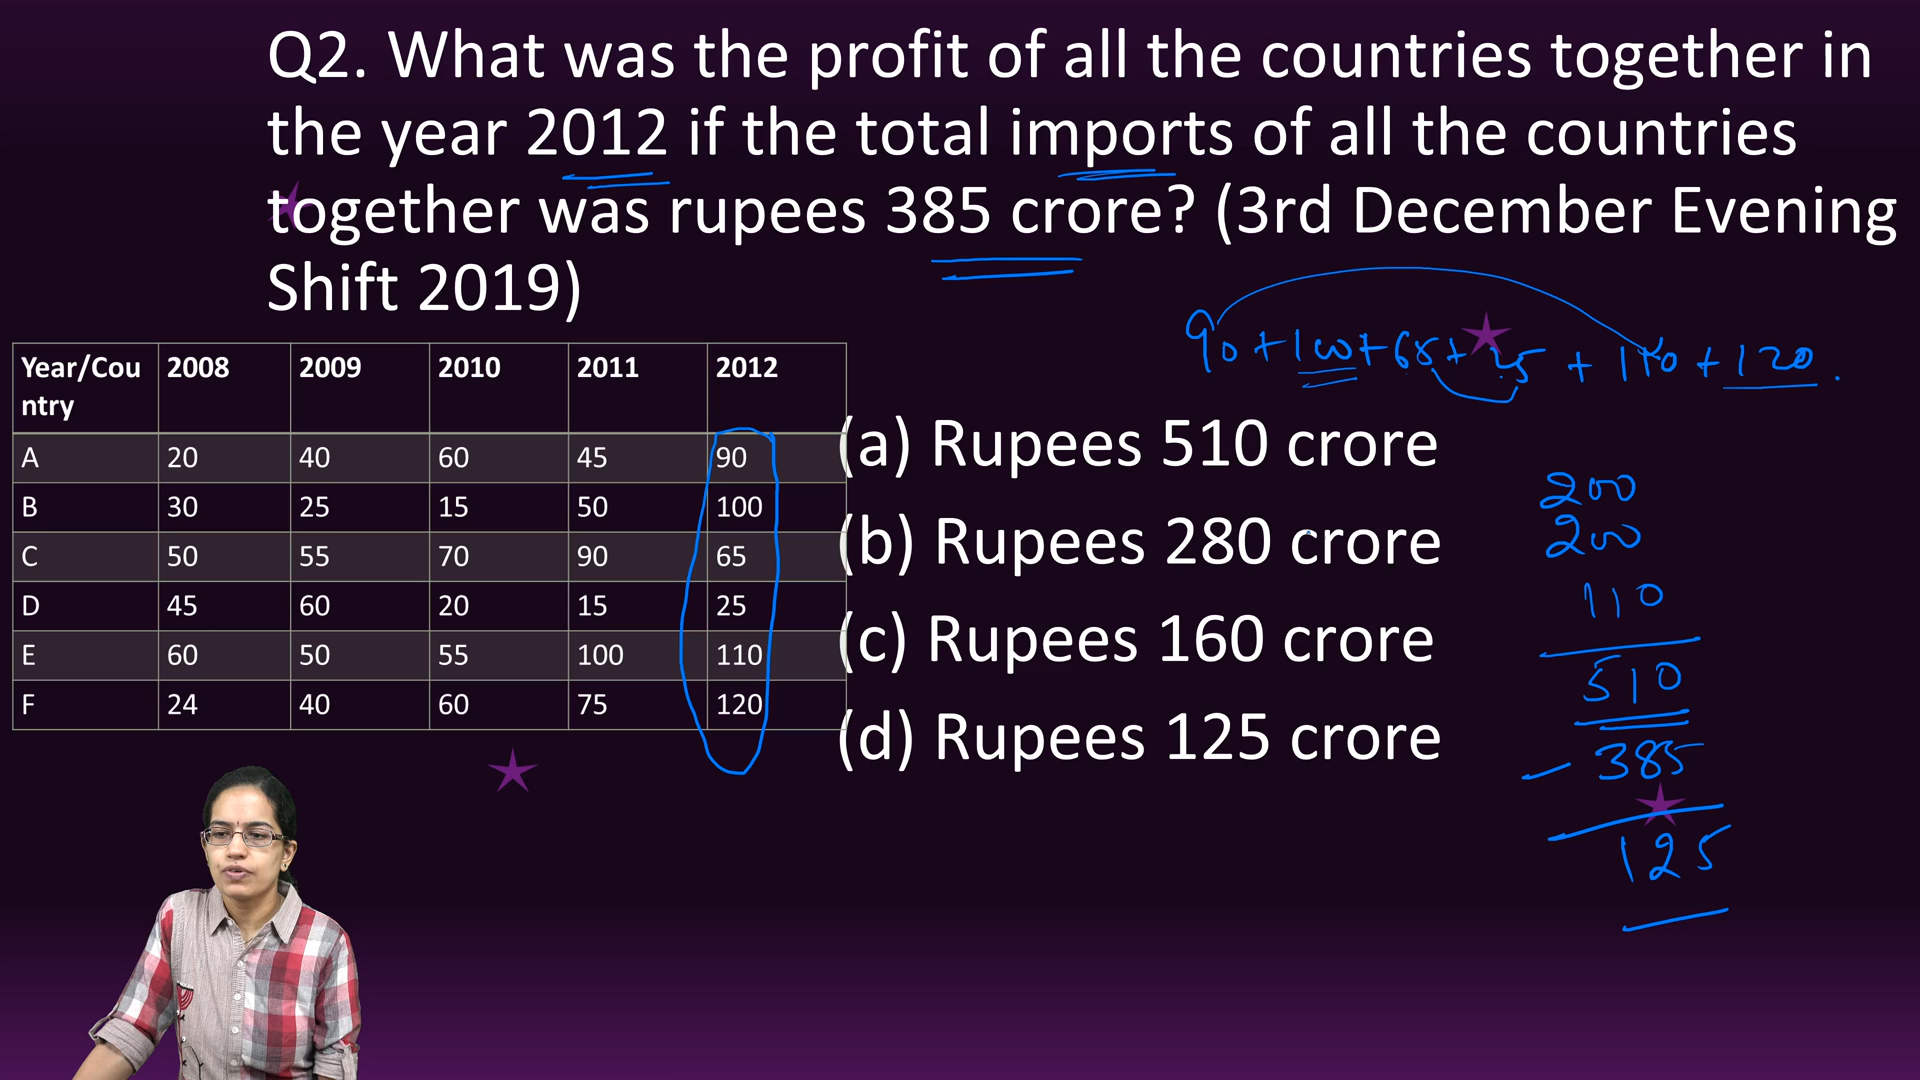 Q2. What was the profit of all the countries together in
the year 2012 if the total imports of all the countries
together was rupees 385 crore? (3rd December Evening
Shift 2019)
90 + 100 + 65 + 25 + 110 + 120 .
Year/Cou
ntry 2008 2009 2010 2011 2012
A 20 40 60 45 90
B 30 25 15 50 100
C 50 55 70 90 65
D 45 60 20 15 25
E 60 50 55 100 110
F 24 40 60 75 120
(a) Rupees 510 crore
(b) Rupees 280 crore
(c) Rupees 160 crore
(d) Rupees 125 crore
200
200
110
510
- 385
125